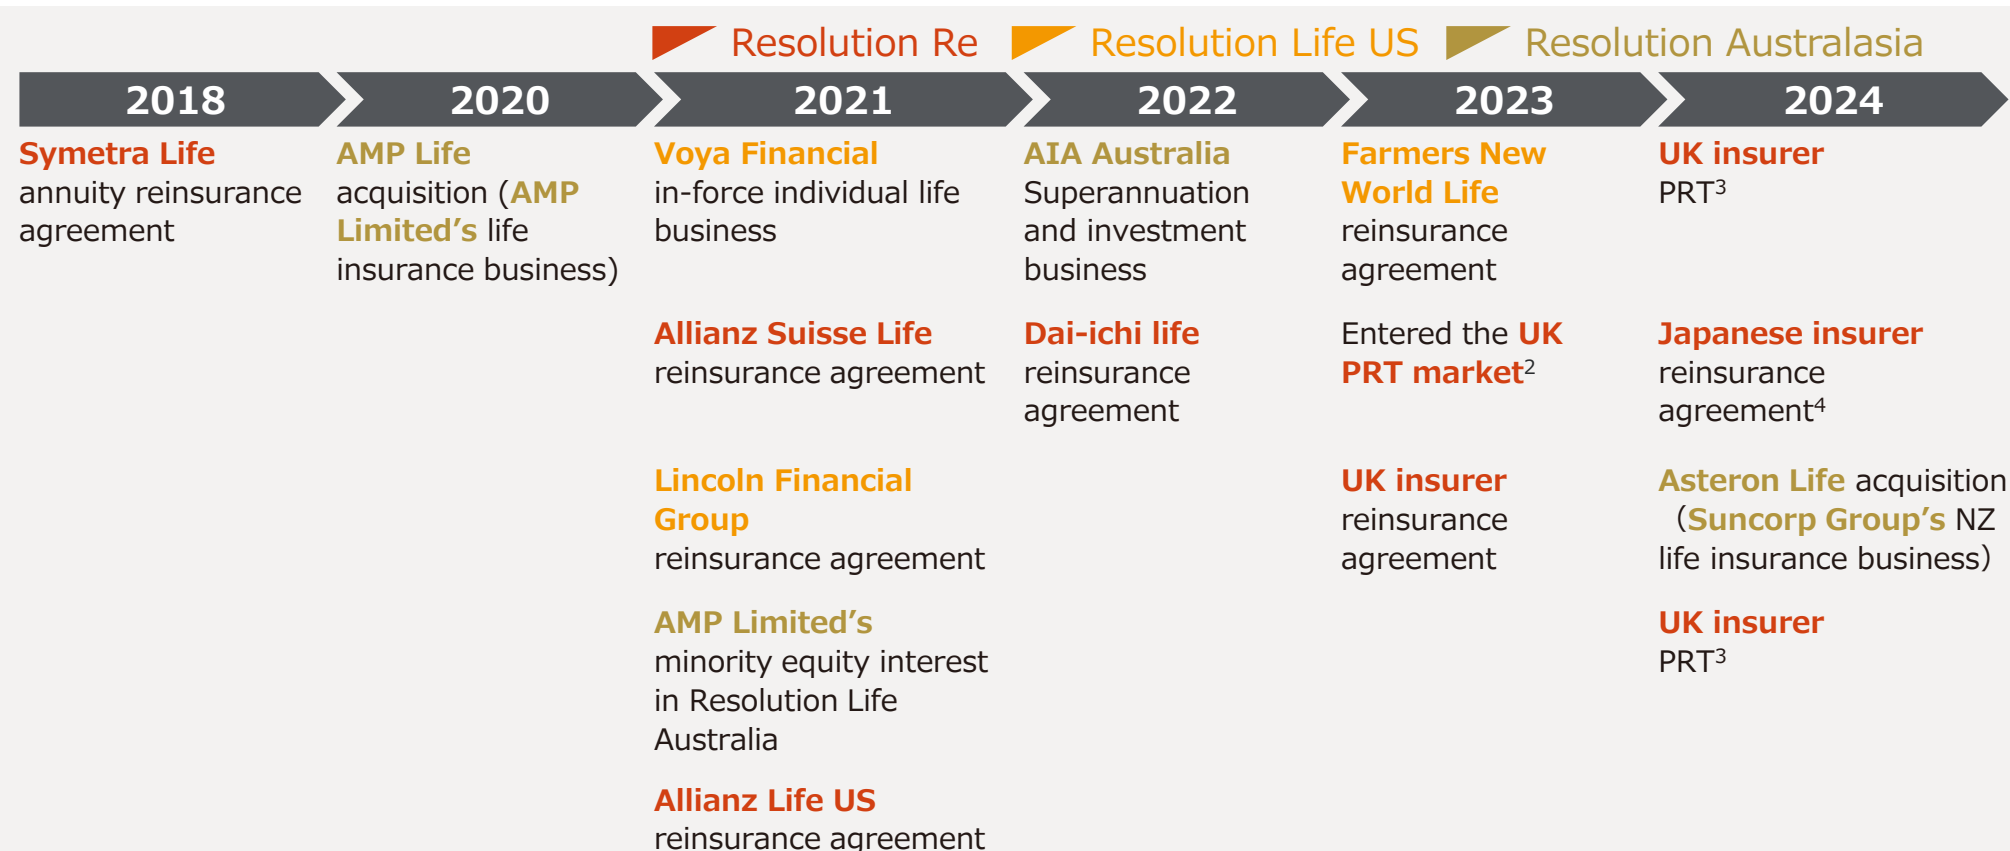 Resolution Re Resolution Life US Resolution Australasia
2018 2020 2021 2022 2023 2024
Symetra Life
annuity reinsurance
agreement
AMP Life
acquisition (AMP
Limited’s life
insurance business)
Voya Financial
in-force individual life
business
Allianz Suisse Life
reinsurance agreement
Lincoln Financial
Group
reinsurance agreement
AMP Limited’s
minority equity interest
in Resolution Life
Australia
Allianz Life US
reinsurance agreement
AIA Australia
Superannuation
and investment
business
Dai-ichi life
reinsurance
agreement
Farmers New
World Life
reinsurance
agreement
Entered the UK
PRT market²
UK insurer
reinsurance
agreement
UK insurer
PRT³
Japanese insurer
reinsurance
agreement⁴
Asteron Life acquisition
（Suncorp Group’s NZ
life insurance business）
UK insurer
PRT³